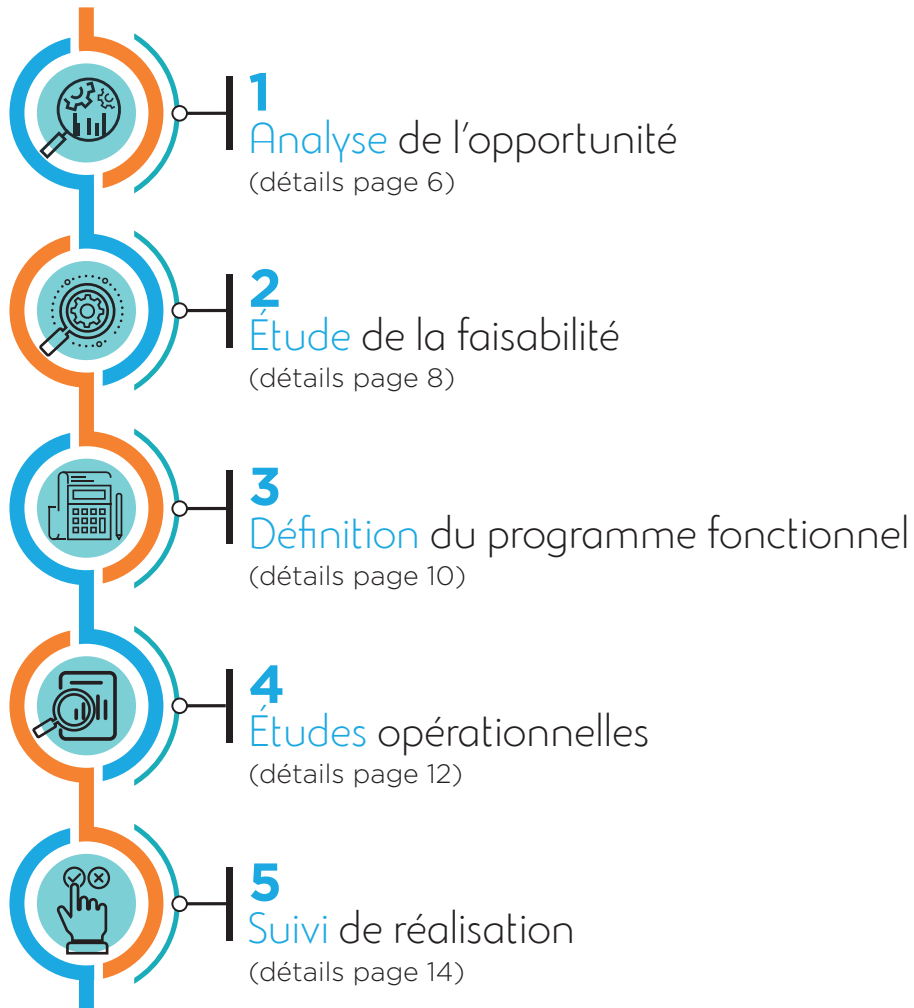 1
Analyse de l'opportunité
(détails page 6)
2
Étude de la faisabilité
(détails page 8)
3
Définition du programme fonctionnel
(détails page 10)
4
Études opérationnelles
(détails page 12)
5
Suivi de réalisation
(détails page 14)